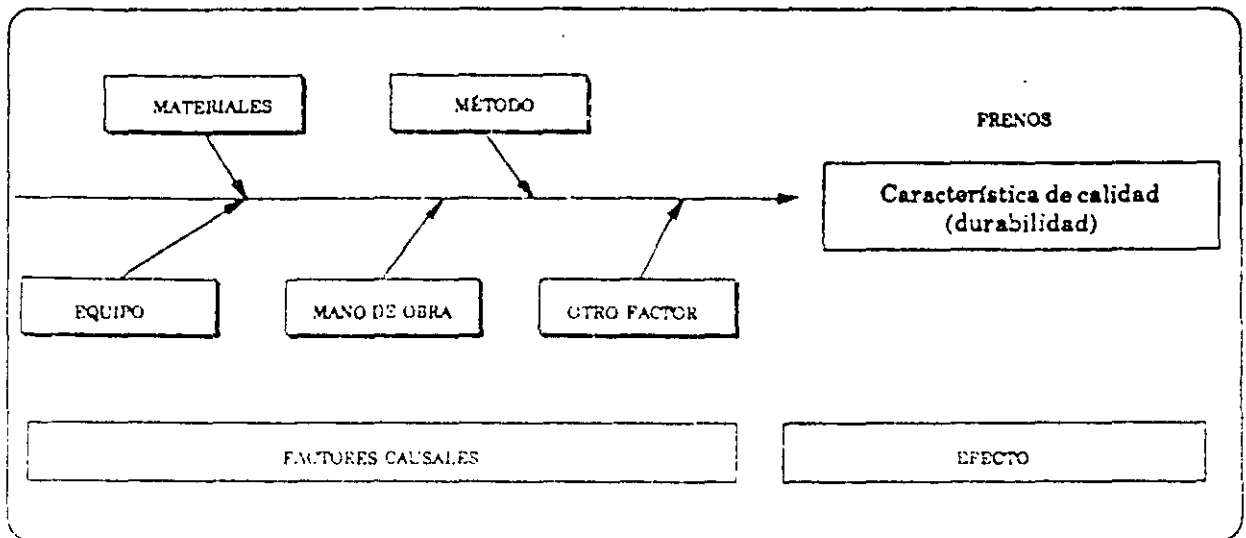 MATERIALES
MÉTODO
FRENOS
Característica de calidad
(durabilidad)
EQUIPO
MANO DE OBRA
OTRO FACTOR
FACTORES CAUSALES
EFECTO